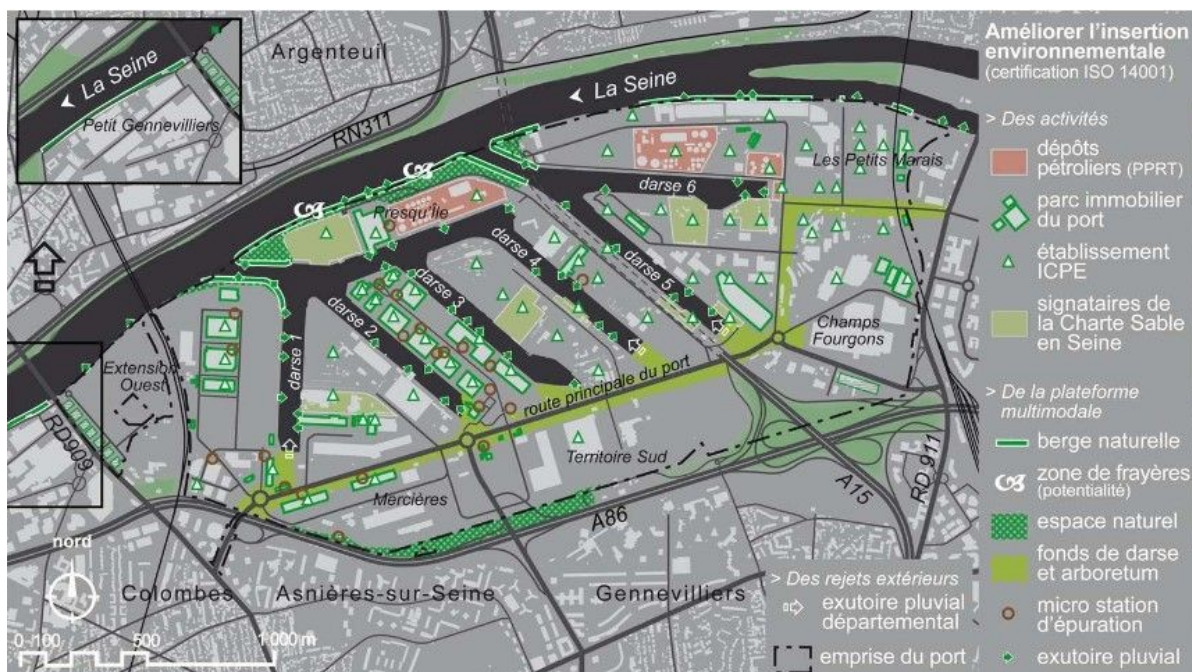 Argenteuil
La Seine
Petit Gennevilliers
RN311
La Seine
Les Petits Marais
darse 6
Presqu'Île
darse 4
darse 5
darse 3
darse 2
Champs
Fourgons
Extension
Ouest
darse 1
route principale du port
RD909
Territoire Sud
RD 911
Mercières
A15
A86
nord
Colombes
Asnières-sur-Seine
Gennevilliers
0 100 500 1 000 m
Améliorer l'insertion
environnementale
(certification ISO 14001)
> Des activités
dépôts
pétroliers (PPRT)
parc immobilier
du port
établissement
ICPE
signataires de
la Charte Sable
en Seine
> De la plateforme
multimodale
berge naturelle
zone de frayères
(potentialité)
espace naturel
fonds de darse
et arboretum
micro station
d'épuration
exutoire pluvial
> Des rejets extérieurs
exutoire pluvial
départemental
emprise du port